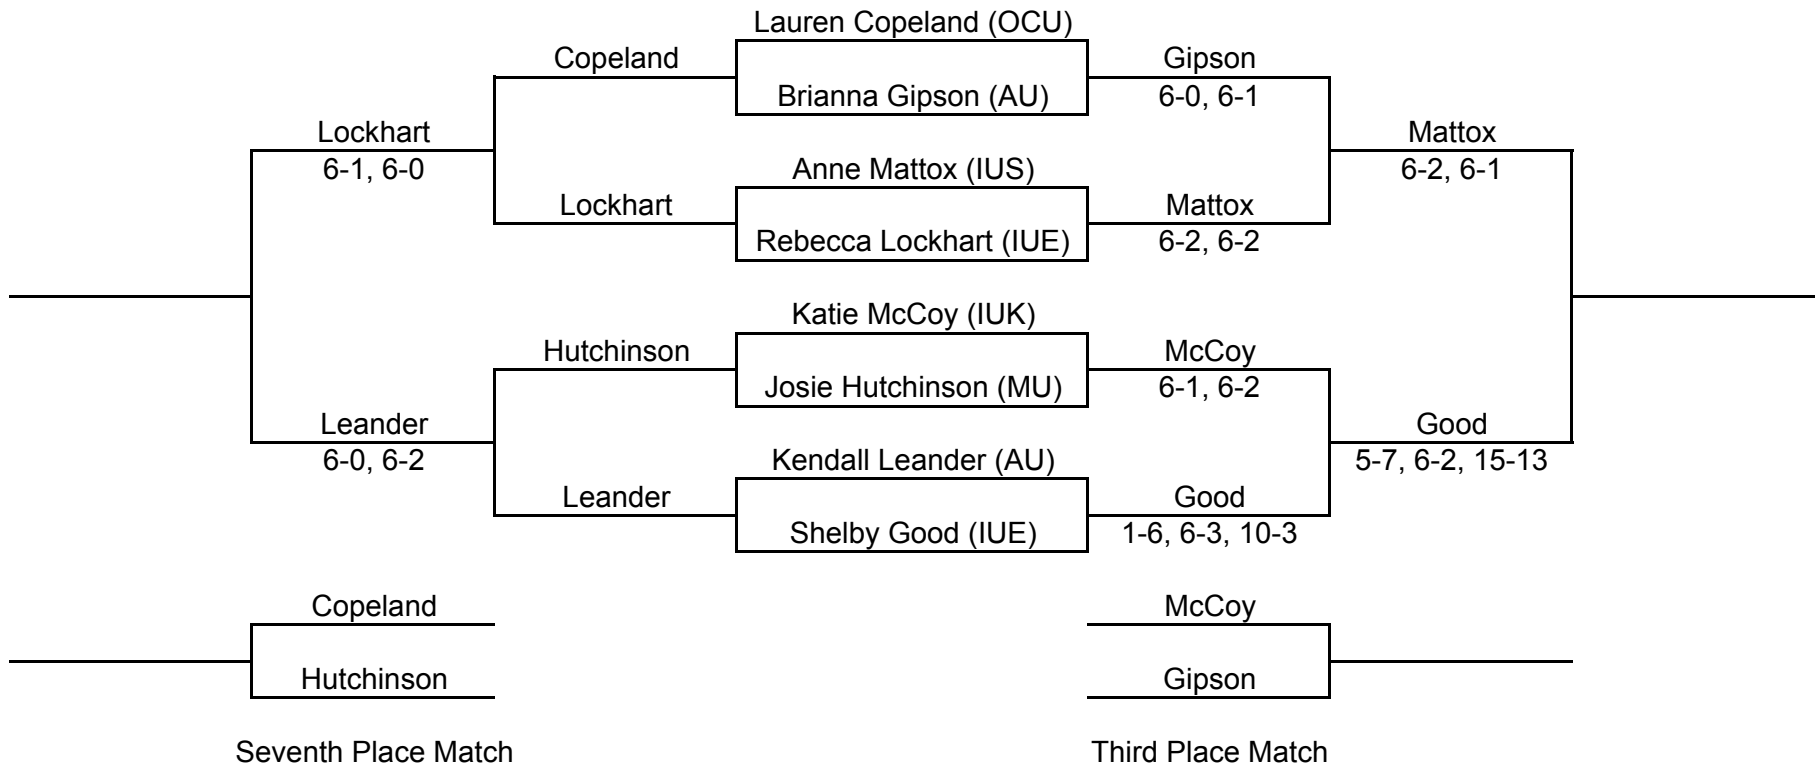 Lauren Copeland (OCU)
Copeland
Gipson
Brianna Gipson (AU)
6-0, 6-1
Lockhart
Mattox
6-1, 6-0
Anne Mattox (IUS)
6-2, 6-1
Lockhart
Mattox
Rebecca Lockhart (IUE)
6-2, 6-2
Katie McCoy (IUK)
Hutchinson
McCoy
Josie Hutchinson (MU)
6-1, 6-2
Leander
Good
6-0, 6-2
Kendall Leander (AU)
5-7, 6-2, 15-13
Leander
Good
Shelby Good (IUE)
1-6, 6-3, 10-3
Copeland
McCoy
Hutchinson
Gipson
Seventh Place Match
Third Place Match